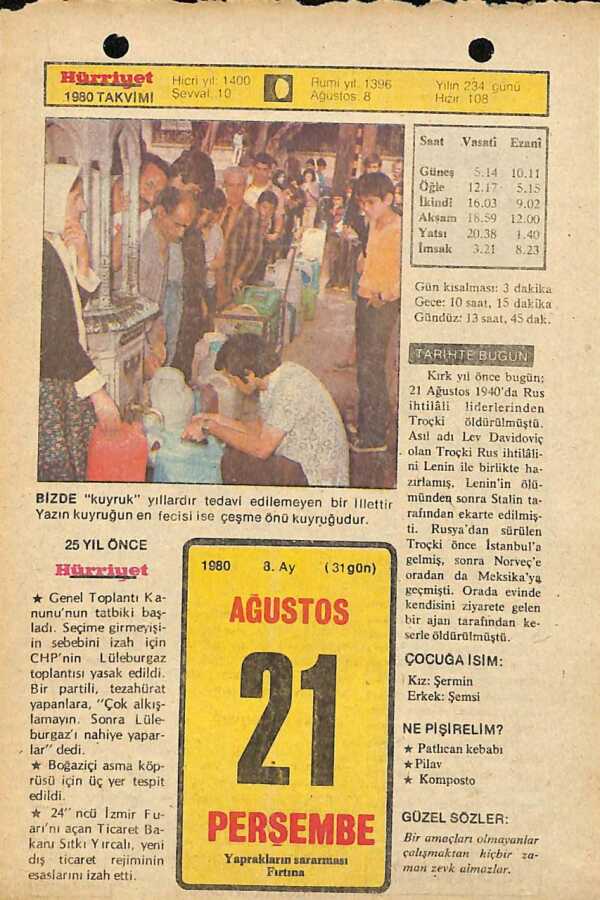 Hürriyet
1980 TAKVİMİ
Hicri yıl: 1400
Şevval: 10
Rumi yıl: 1396
Ağustos: 8
Yılın 234. günü
Hızır 108
Saat Vasati Ezani
Güneş 5.14 10.11
Öğle 12.17 5.15
İkindi 16.03 9.02
Akşam 18.59 12.00
Yatsı 20.38 1.40
İmsak 3.21 8.23
Gün kısalması: 3 dakika
Gece: 10 saat, 15 dakika
Gündüz: 13 saat, 45 dak.
TARİHTE BUGÜN
Kırk yıl önce bugün;
21 Ağustos 1940'da Rus
ihtilâli liderlerinden
Troçki öldürülmüştü.
Asıl adı Lev Davidoviç
olan Troçki Rus ihtilâli-
ni Lenin ile birlikte ha-
zırlamış, Lenin'in ölü-
münden sonra Stalin ta-
rafından ekarte edilmiş-
ti. Rusya'dan sürülen
Troçki önce İstanbul'a
gelmiş, sonra Norveç'e
oradan da Meksika'ya
geçmişti. Orada evinde
kendisini ziyarete gelen
bir ajan tarafından ke-
serle öldürülmüştü.
ÇOCUĞA İSİM:
Kız: Şermin
Erkek: Şemsi
NE PİŞİRELİM?
★ Patlıcan kebabı
★ Pilav
★ Komposto
GÜZEL SÖZLER:
Bir amaçları olmayanlar
çalışmaktan hiçbir za-
man zevk almazlar.
BİZDE "kuyruk" yıllardır tedavi edilemeyen bir illettir
Yazın kuyruğun en fecisi ise çeşme önü kuyruğudur.
25 YIL ÖNCE
Hürriyet
★ Genel Toplantı Ka-
nunu'nun tatbiki baş-
ladı. Seçime girmeyişi-
in sebebini izah için
CHP'nin Lüleburgaz
toplantısı yasak edildi.
Bir partili, tezahürat
yapanlara, "Çok alkış-
lamayın. Sonra Lüle-
burgaz'ı nahiye yapar-
lar" dedi.
★ Boğaziçi asma köp-
rüsü için üç yer tespit
edildi.
★ 24" ncü İzmir Fu-
arı'nı açan Ticaret Ba-
kanı Sıtkı Yırcalı, yeni
dış ticaret rejiminin
esaslarını izah etti.
1980 8. Ay (31 gün)
AĞUSTOS
21
PERŞEMBE
Yaprakların sararması
Fırtına